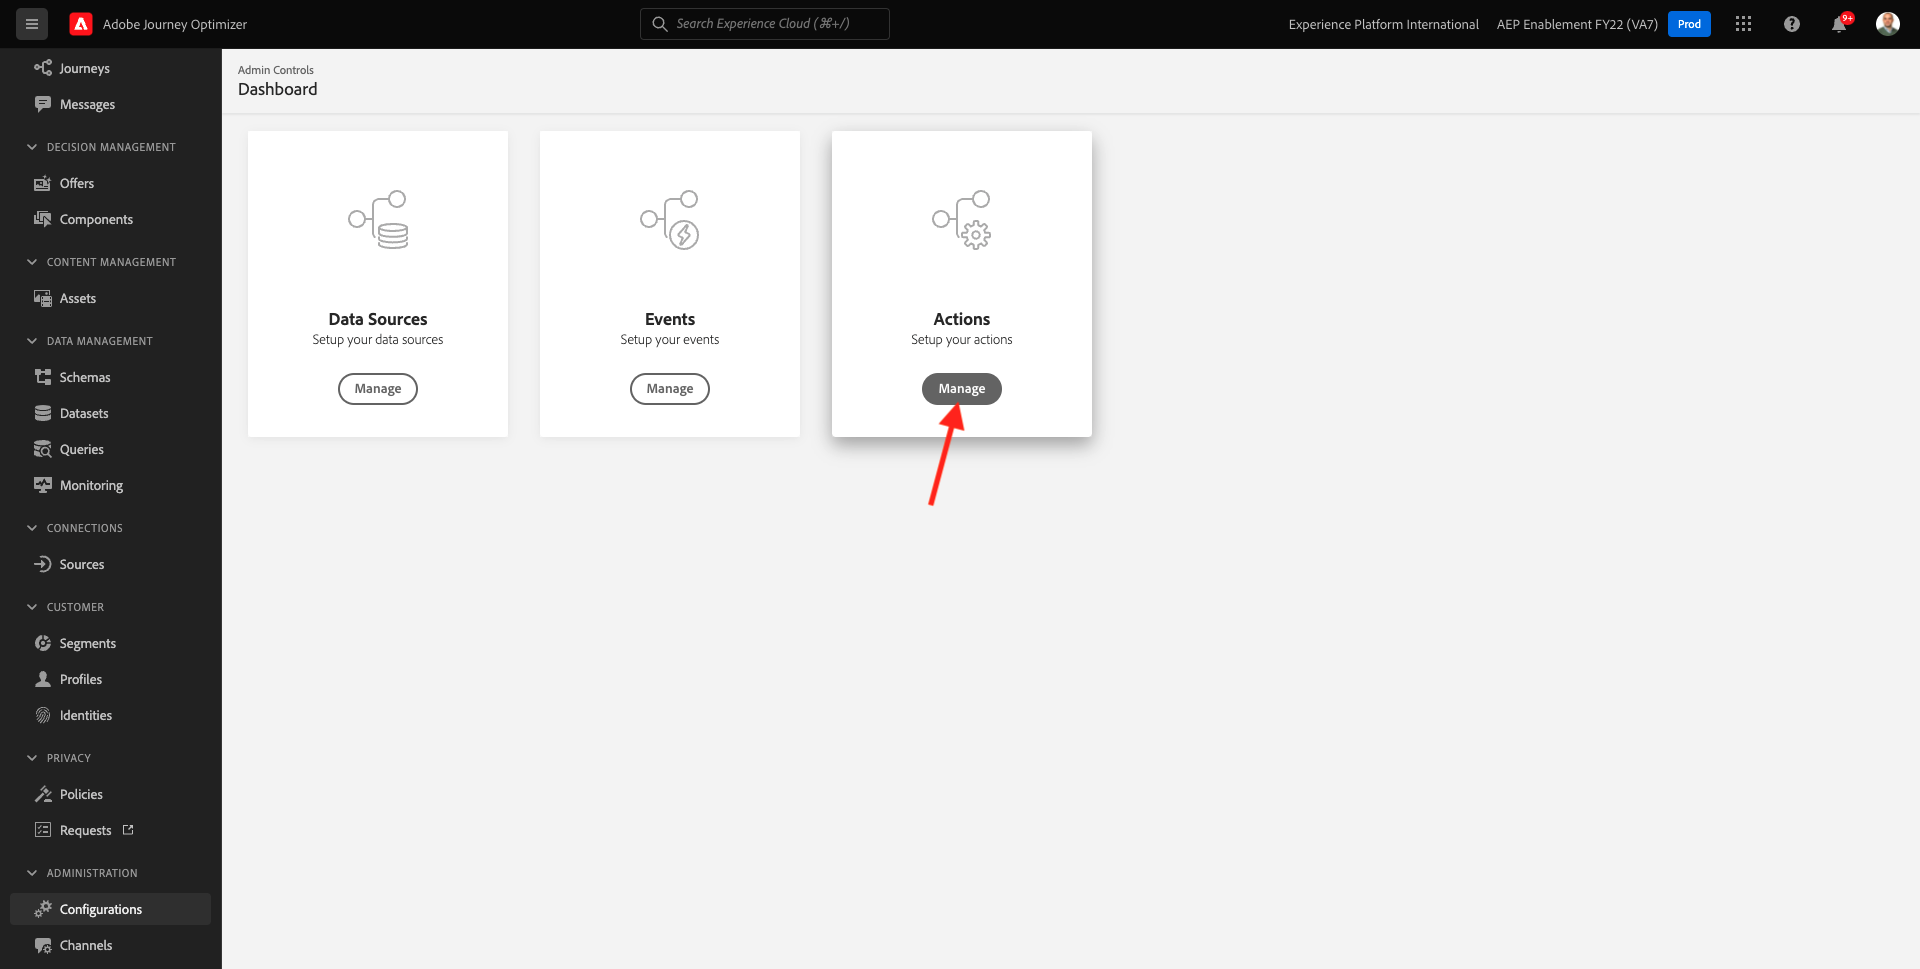 Adobe Journey Optimizer
Search Experience Cloud (⌘+/)
Experience Platform International
AEP Enablement FY22 (VA7)
Prod
9+
Journeys
Messages
DECISION MANAGEMENT
Offers
Components
CONTENT MANAGEMENT
Assets
DATA MANAGEMENT
Schemas
Datasets
Queries
Monitoring
CONNECTIONS
Sources
CUSTOMER
Segments
Profiles
Identities
PRIVACY
Policies
Requests
ADMINISTRATION
Configurations
Channels
Admin Controls
Dashboard
Data Sources
Setup your data sources
Manage
Events
Setup your events
Manage
Actions
Setup your actions
Manage